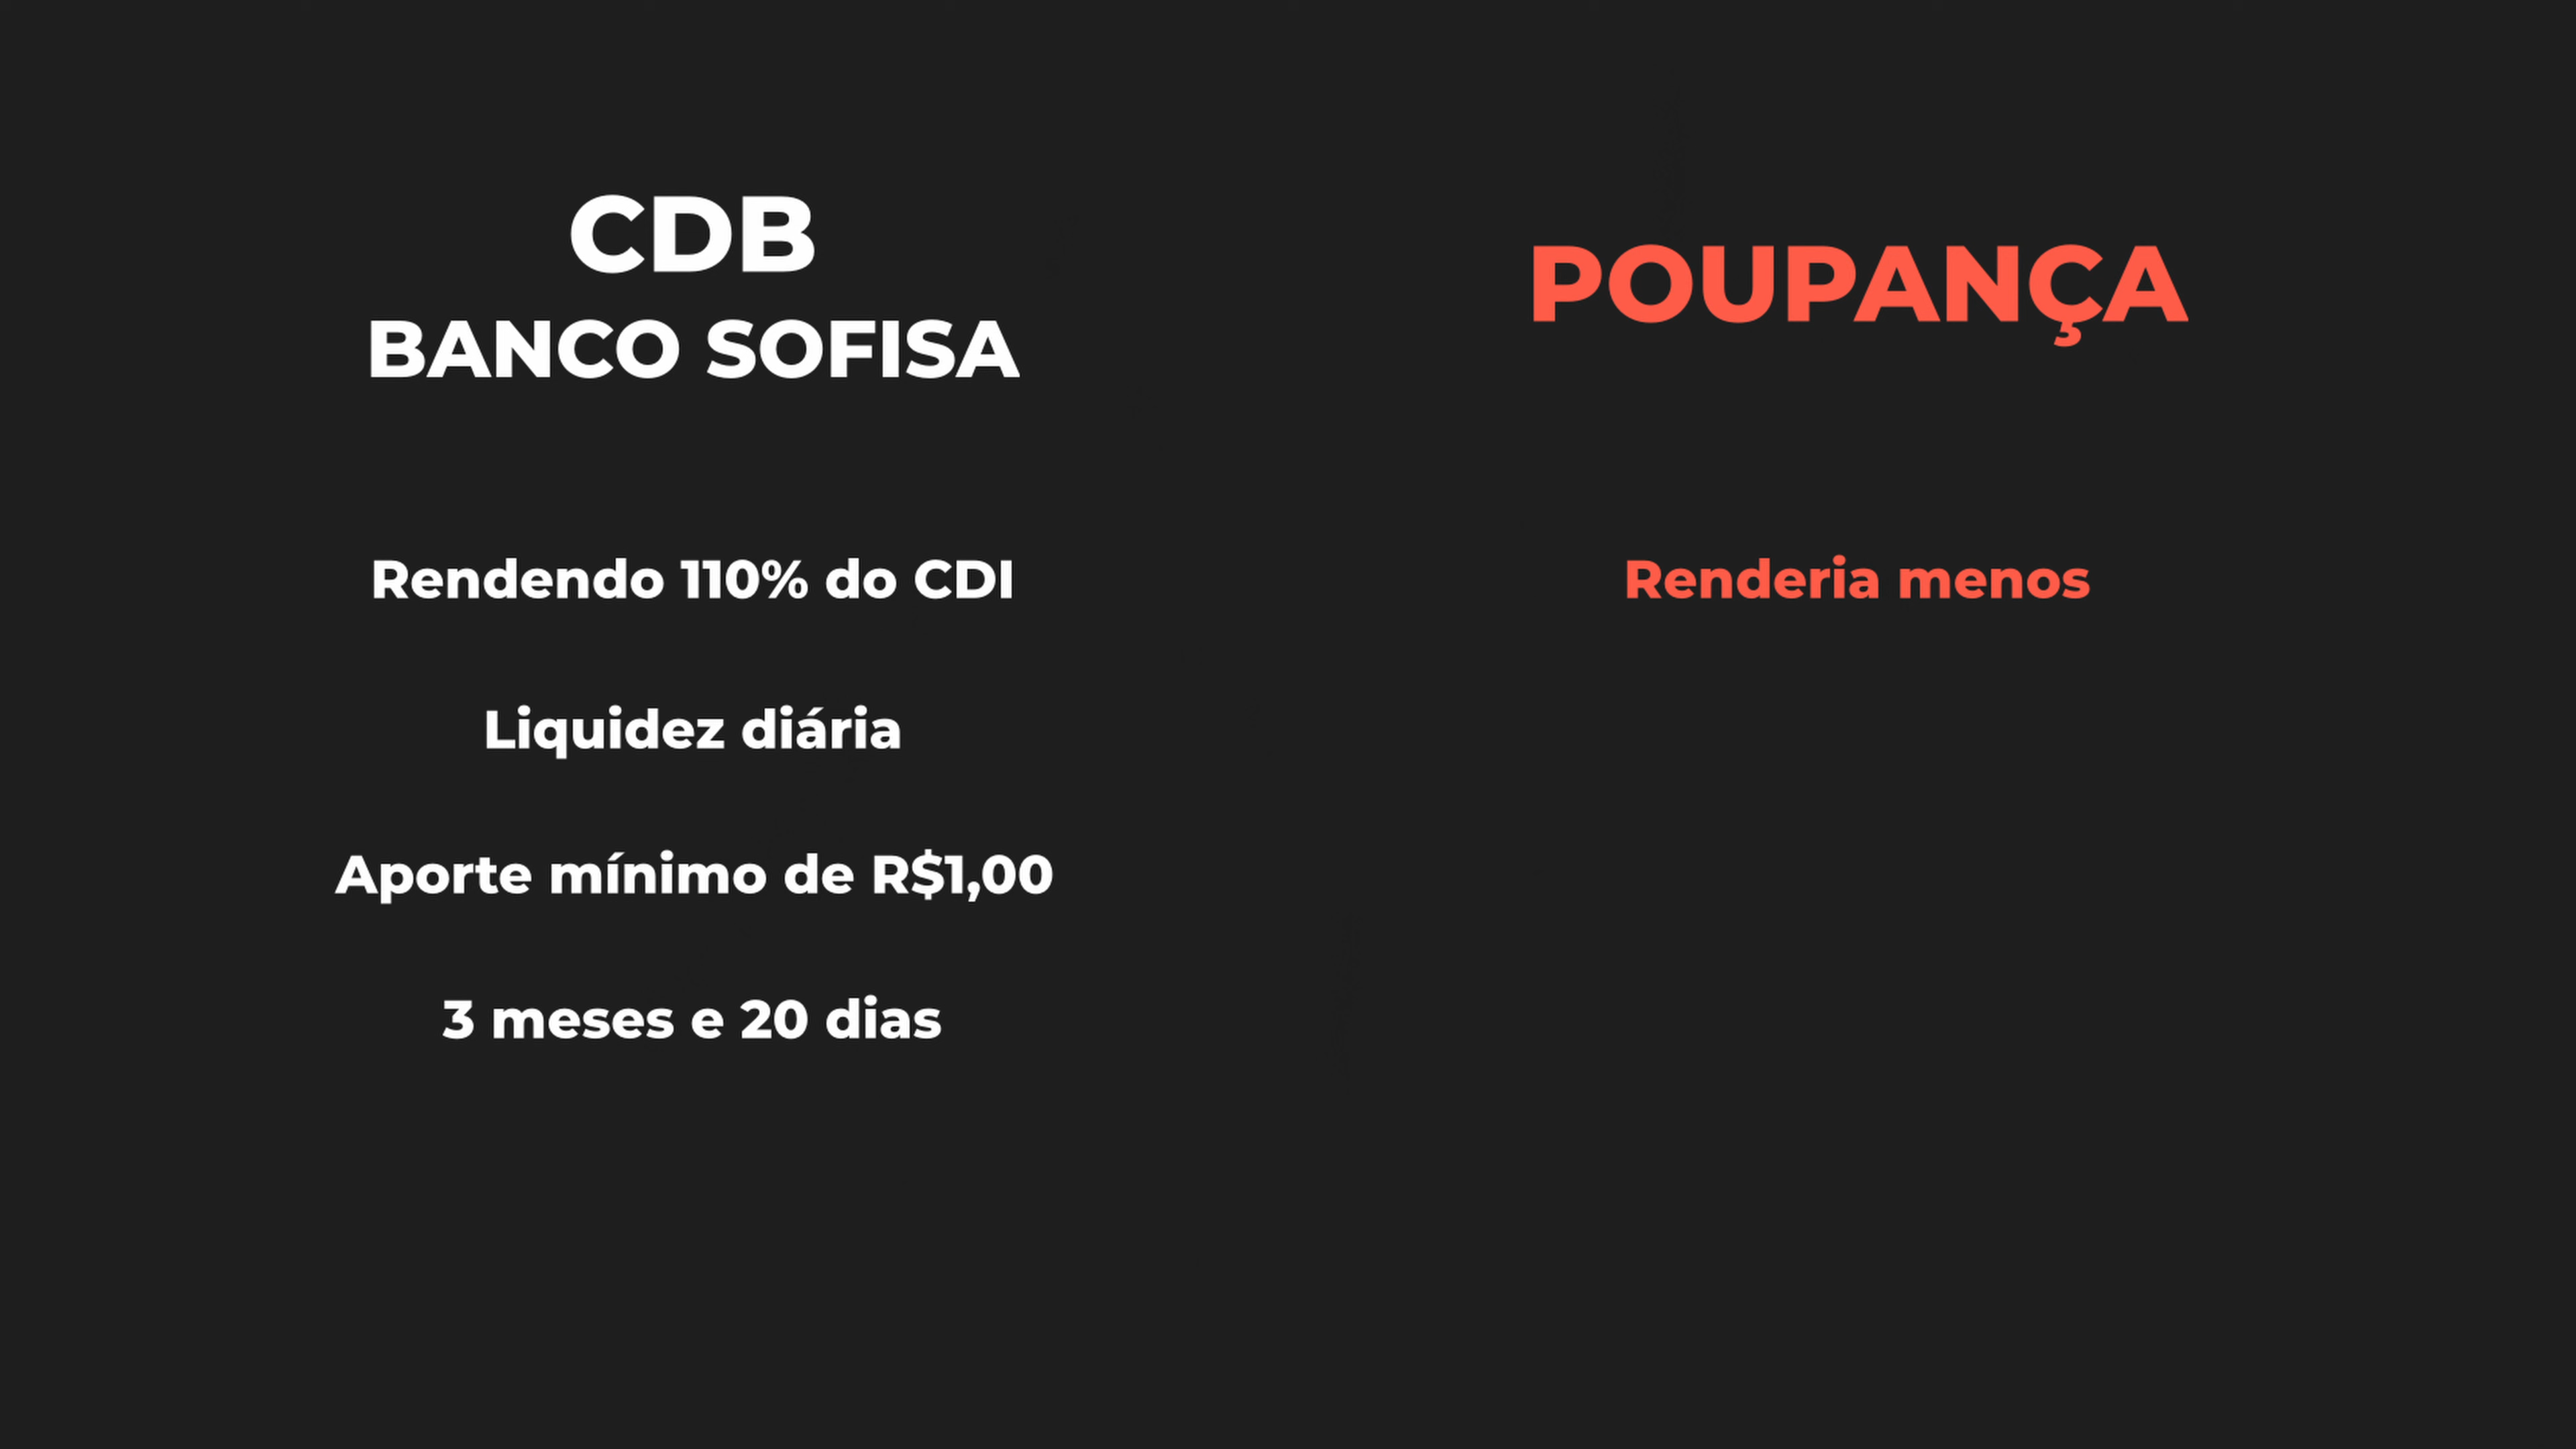 CDB
BANCO SOFISA
Rendendo 110% do CDI
Liquidez diária
Aporte mínimo de R$1,00
3 meses e 20 dias
POUPANÇA
Renderia menos